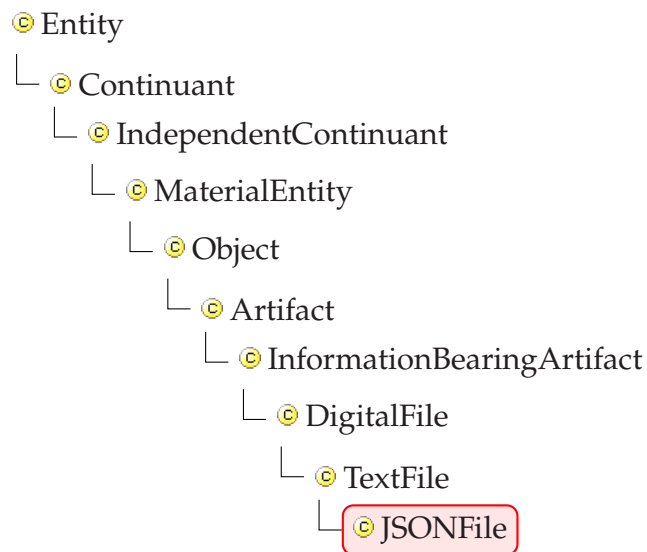 © Entity
© Continuant
© IndependentContinuant
© MaterialEntity
© Object
© Artifact
© InformationBearingArtifact
© DigitalFile
© TextFile
© JSONFile